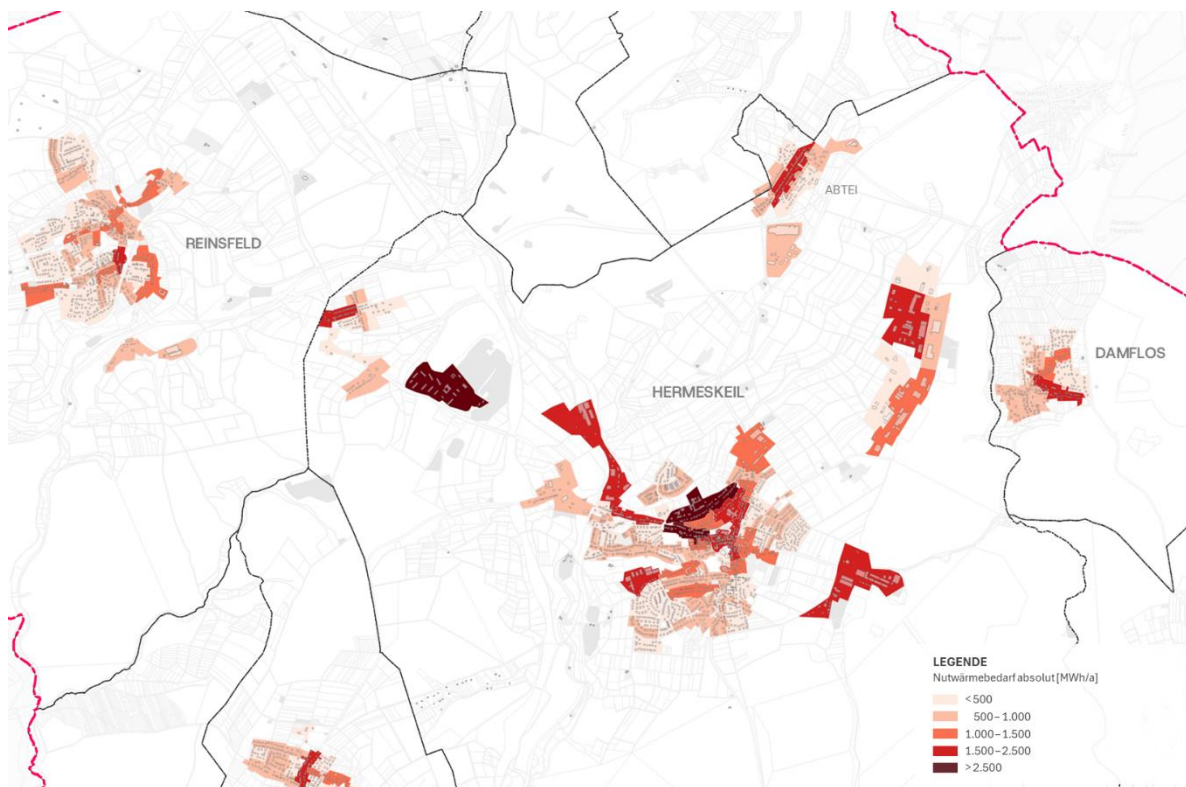 ABTEI
REINSFELD
DAMFLOS
HERMESKEIL
LEGENDE
Nutwärmebedarf absolut [MWh/a]
< 500
500 – 1.000
1.000 – 1.500
1.500 – 2.500
> 2.500